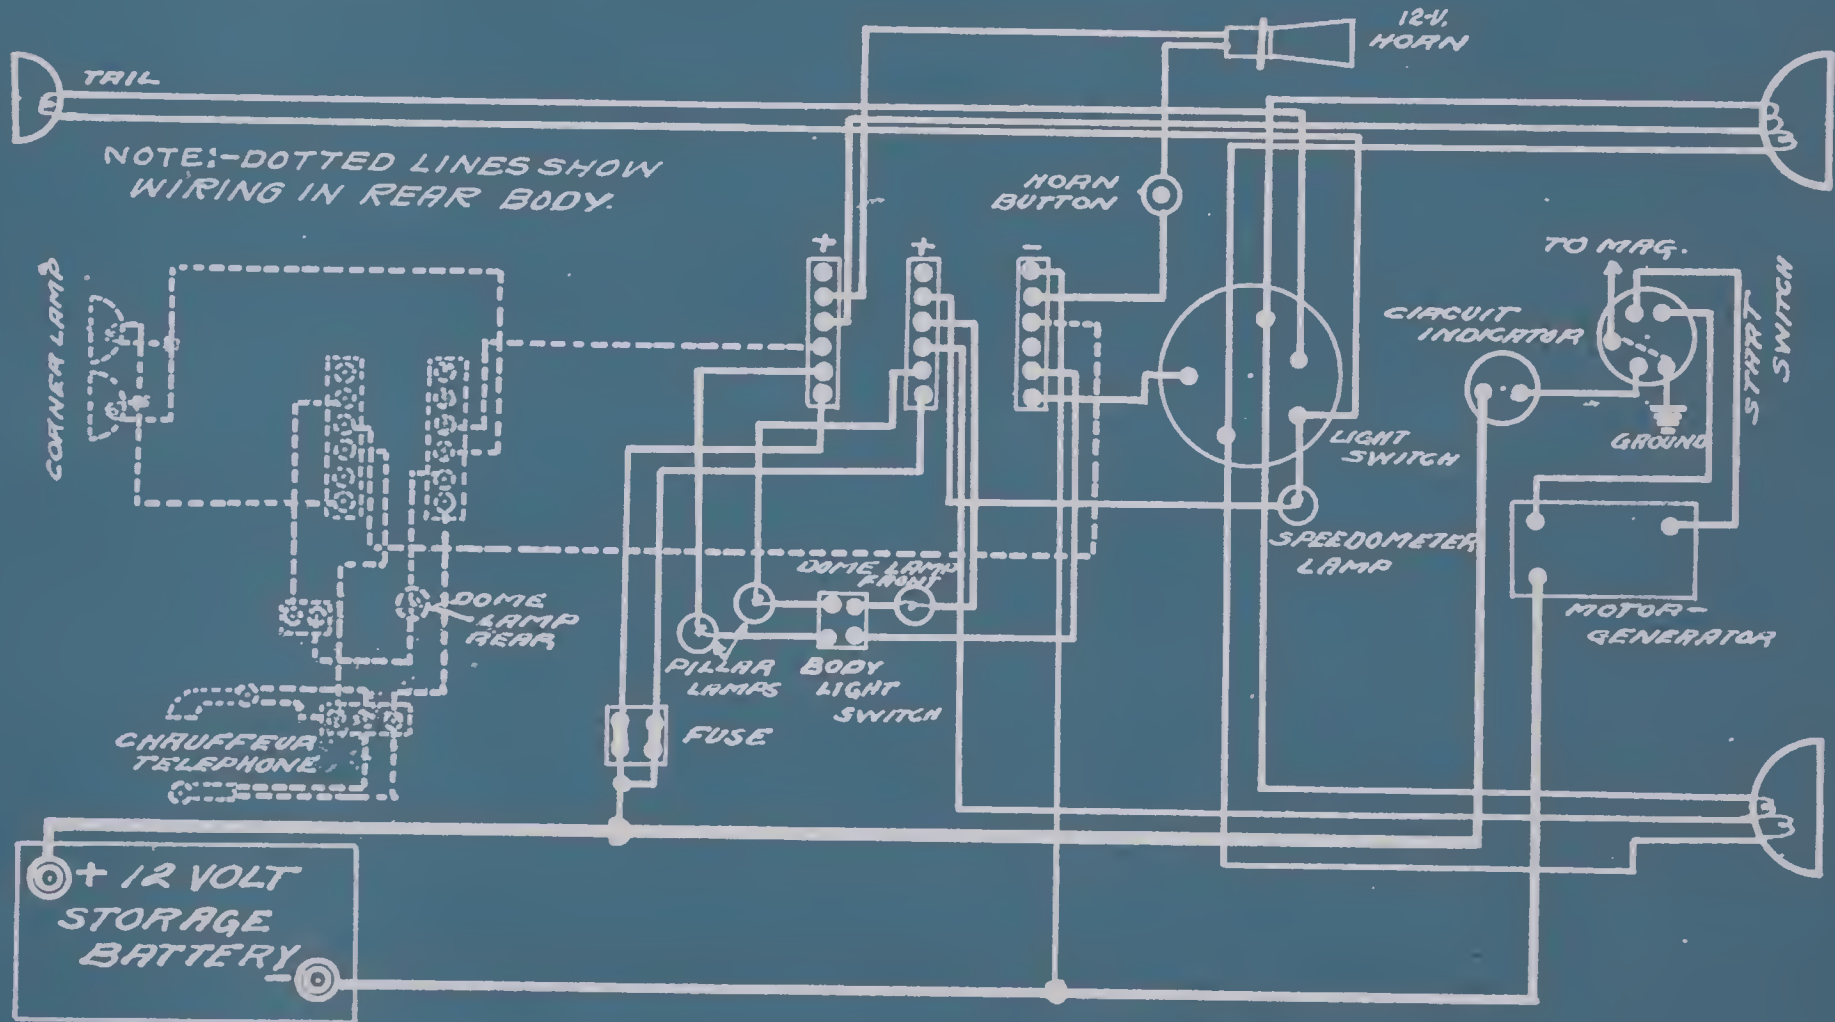 12-V.
HORN
TAIL
NOTE:-DOTTED LINES SHOW
WIRING IN REAR BODY.
HORN
BUTTON
+
+
-
TO MAG.
CORNER LAMP
CIRCUIT
INDICATOR
START
SWITCH
GROUND
LIGHT
SWITCH
SPEEDOMETER
LAMP
DOME LAMP
FRONT
DOME
LAMP
REAR
MOTOR-
GENERATOR
PILLAR
LAMPS
BODY
LIGHT
SWITCH
FUSE
CHAUFFEUR
TELEPHONE
+ 12 VOLT
STORAGE
BATTERY
-